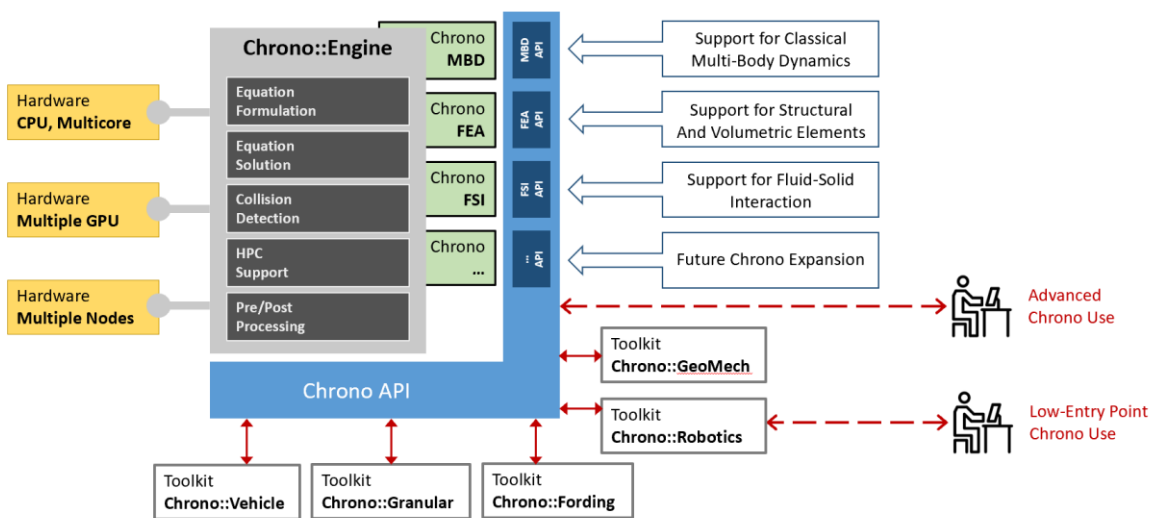 Chrono::Engine
Equation
Formulation
Equation
Solution
Collision
Detection
HPC
Support
Pre/Post
Processing
Hardware
CPU, Multicore
Hardware
Multiple GPU
Hardware
Multiple Nodes
Chrono
MBD
Chrono
FEA
Chrono
FSI
Chrono
...
MBD
API
FEA
API
FSI
API
...
API
Support for Classical
Multi-Body Dynamics
Support for Structural
And Volumetric Elements
Support for Fluid-Solid
Interaction
Future Chrono Expansion
Advanced
Chrono Use
Toolkit
Chrono::GeoMech
Chrono API
Toolkit
Chrono::Robotics
Low-Entry Point
Chrono Use
Toolkit
Chrono::Vehicle
Toolkit
Chrono::Granular
Toolkit
Chrono::Fording